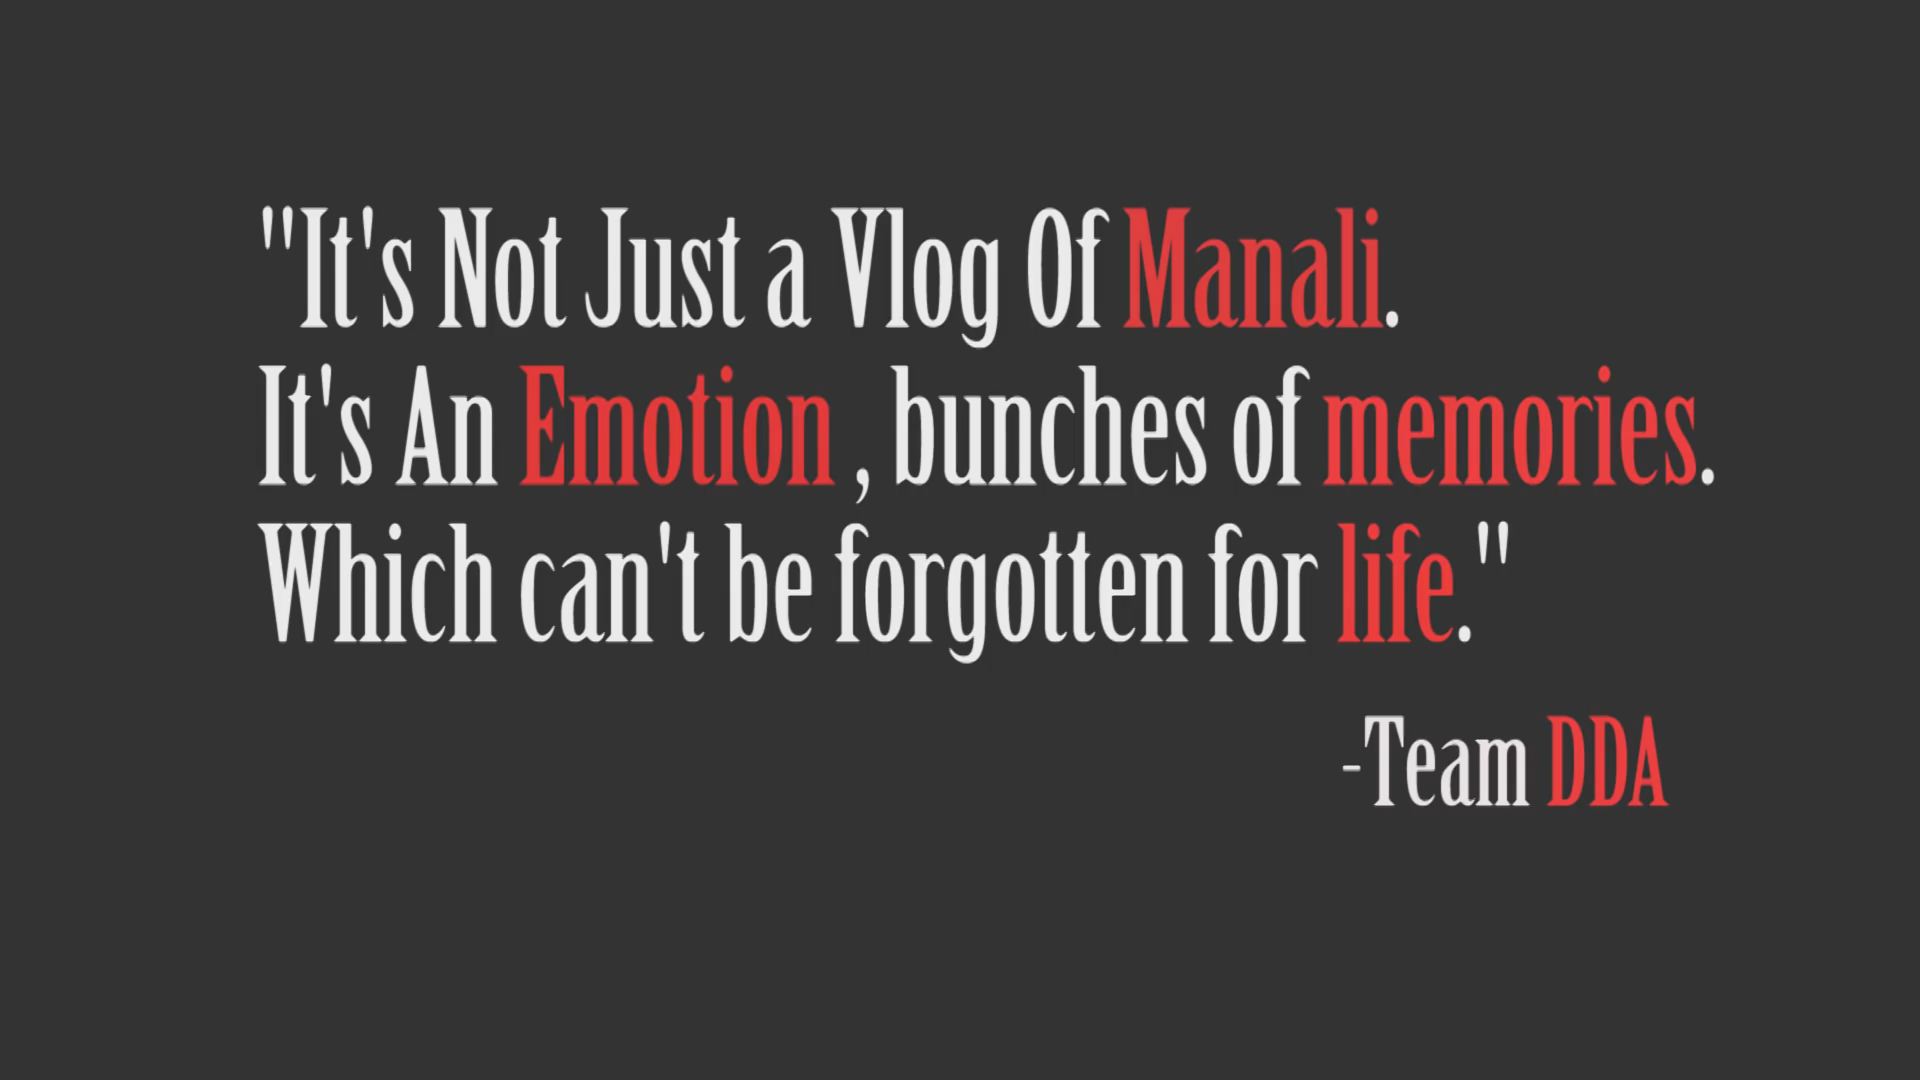 "It's Not Just a Vlog Of Manali.
It's An Emotion , bunches of memories.
Which can't be forgotten for life."
-Team DDA